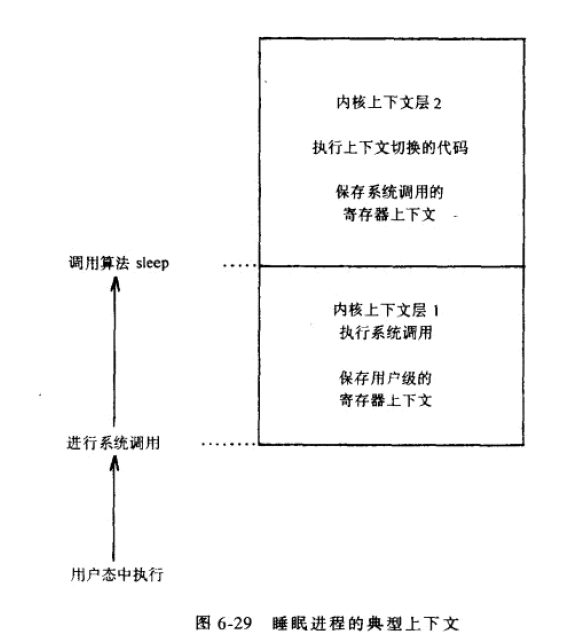 内核上下文层 2
执行上下文切换的代码
保存系统调用的
寄存器上下文
调用算法 sleep
内核上下文层 1
执行系统调用
保存用户级的
寄存器上下文
进行系统调用
用户态中执行
图 6-29 睡眠进程的典型上下文